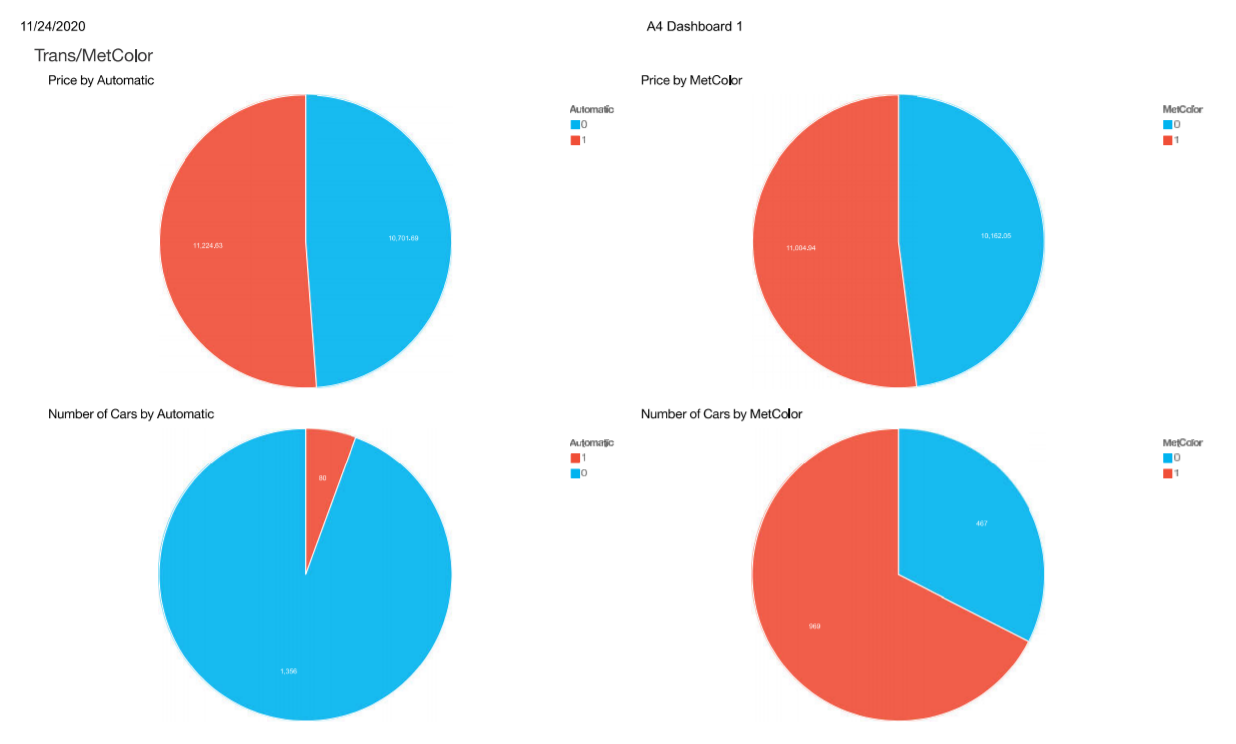 11/24/2020
A4 Dashboard 1
Trans/MetColor
Price by Automatic
Automatic
0
1
11,224.63
10,701.69
Price by MetColor
MetColor
0
1
11,004.94
10,162.05
Number of Cars by Automatic
Automatic
1
0
80
1,356
Number of Cars by MetColor
MetColor
0
1
467
969